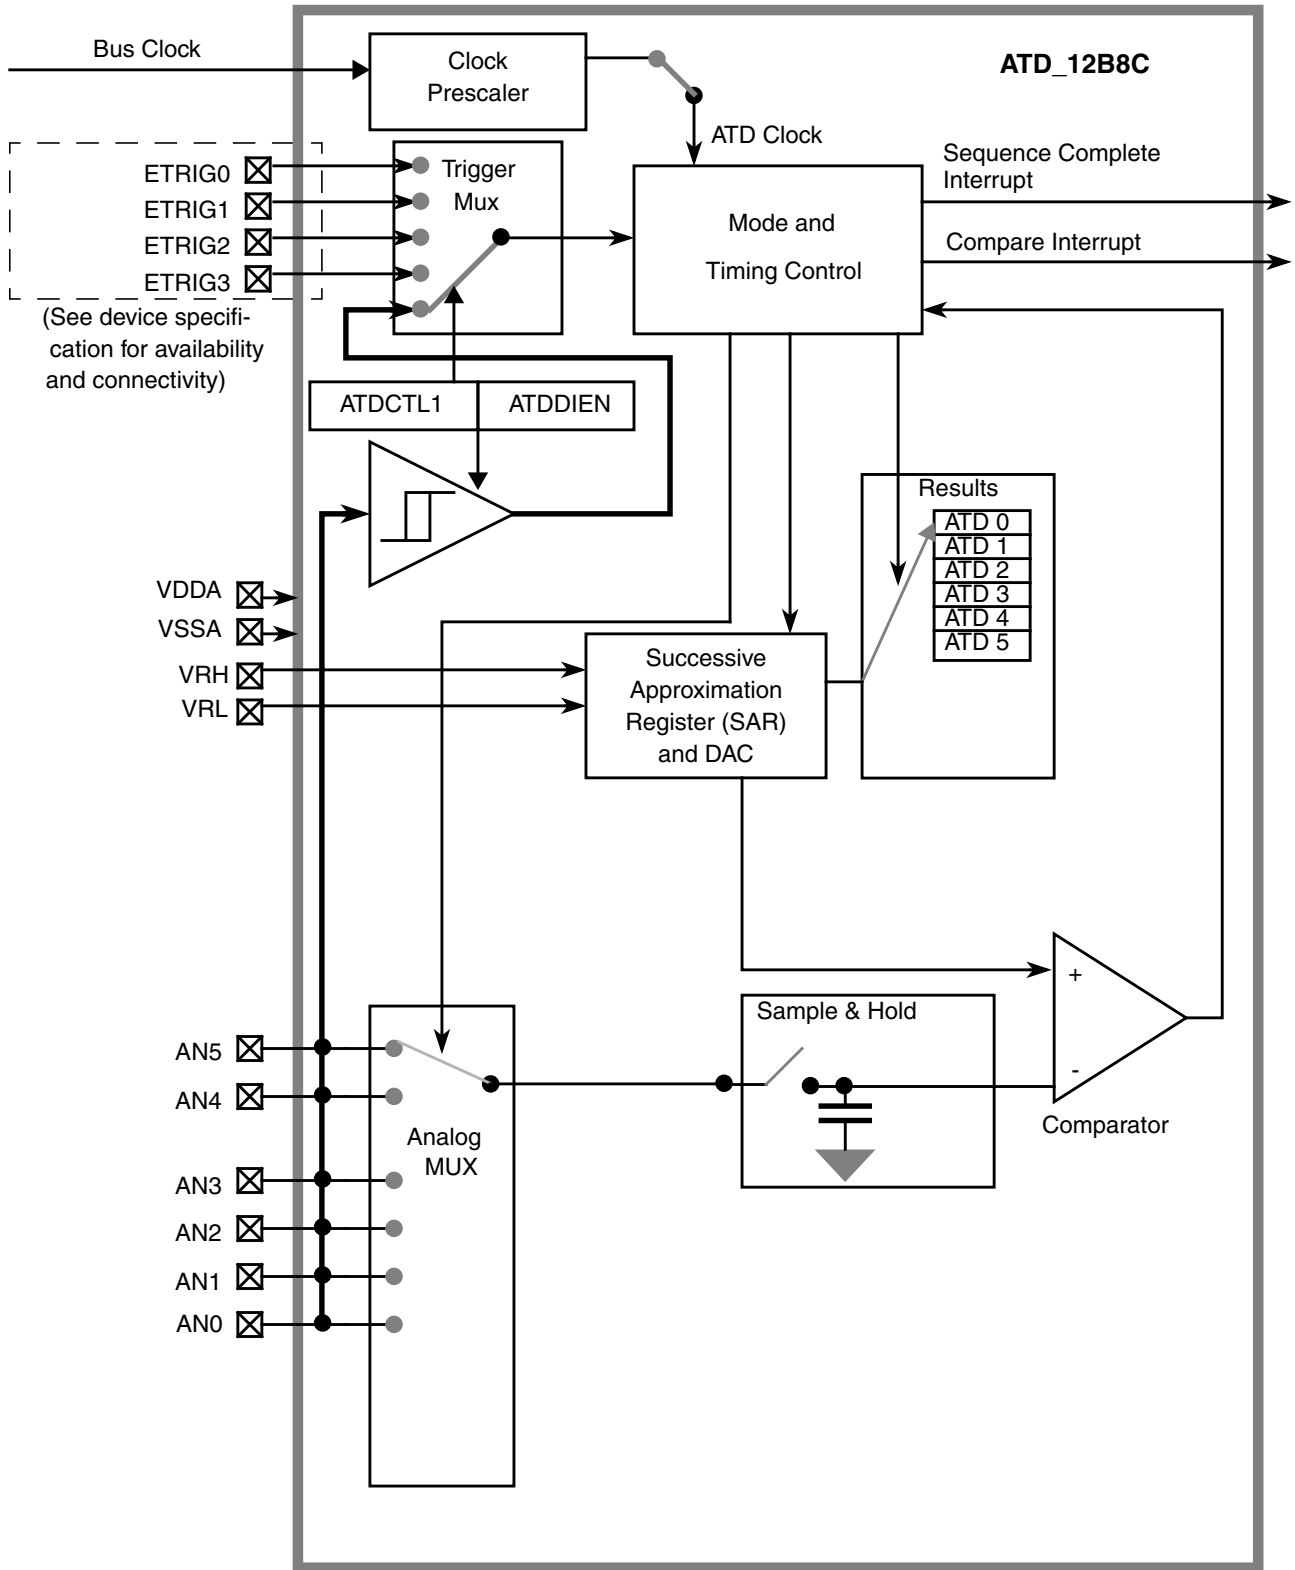 Bus Clock
Clock
Prescaler
ATD_12B8C
ATD Clock
ETRIG0
ETRIG1
ETRIG2
ETRIG3
(See device specifi-
cation for availability
and connectivity)
Trigger
Mux
Mode and
Timing Control
Sequence Complete
Interrupt
Compare Interrupt
ATDCTL1
ATDDIEN
Results
ATD 0
ATD 1
ATD 2
ATD 3
ATD 4
ATD 5
VDDA
VSSA
VRH
VRL
Successive
Approximation
Register (SAR)
and DAC
+
-
Comparator
Sample & Hold
AN5
AN4
AN3
AN2
AN1
AN0
Analog
MUX